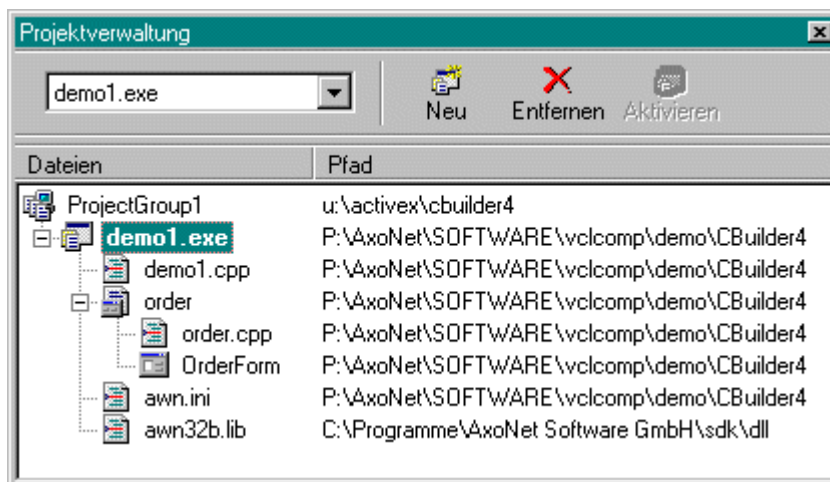 Projektverwaltung
demo1.exe
Neu Entfernen Aktivieren
Dateien Pfad
ProjectGroup1 u:\activex\cbuilder4
demo1.exe P:\AxoNet\SOFTWARE\vclcomp\demo\CBuilder4
demo1.cpp P:\AxoNet\SOFTWARE\vclcomp\demo\CBuilder4
order P:\AxoNet\SOFTWARE\vclcomp\demo\CBuilder4
order.cpp P:\AxoNet\SOFTWARE\vclcomp\demo\CBuilder4
OrderForm P:\AxoNet\SOFTWARE\vclcomp\demo\CBuilder4
awn.ini P:\AxoNet\SOFTWARE\vclcomp\demo\CBuilder4
awn32b.lib C:\Programme\AxoNet Software GmbH\sdk\dll